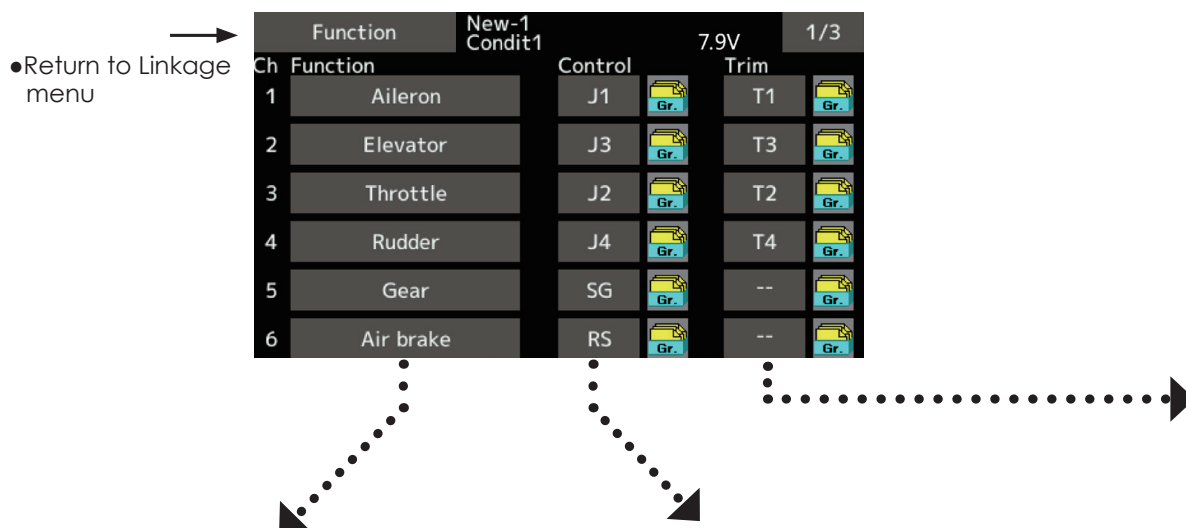 Function New-1 1/3
Condit1 7.9V
●Return to Linkage
menu
Ch Function Control Trim
1 Aileron J1 Gr. T1 Gr.
2 Elevator J3 Gr. T3 Gr.
3 Throttle J2 Gr. T2 Gr.
4 Rudder J4 Gr. T4 Gr.
5 Gear SG Gr. -- Gr.
6 Air brake RS Gr. -- Gr.